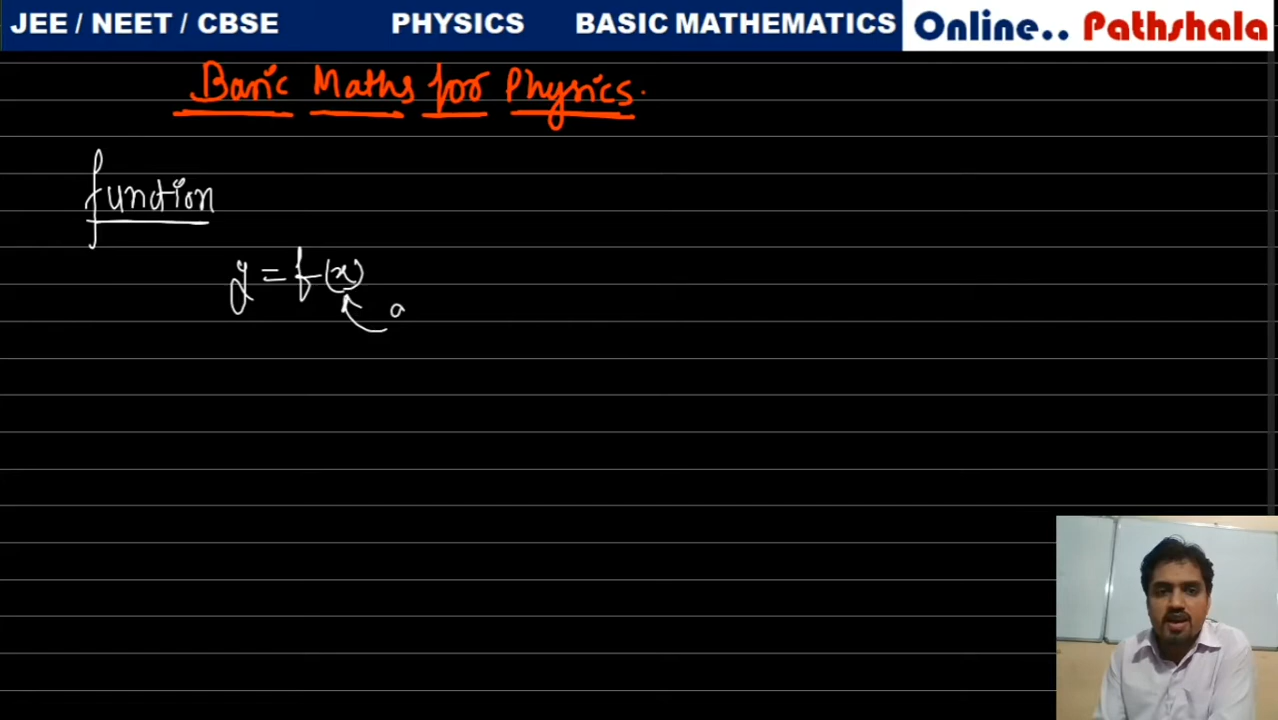 JEE / NEET / CBSE PHYSICS BASIC MATHEMATICS Online.. Pathshala
Basic Maths for Physics.
function
y = f(x)
a